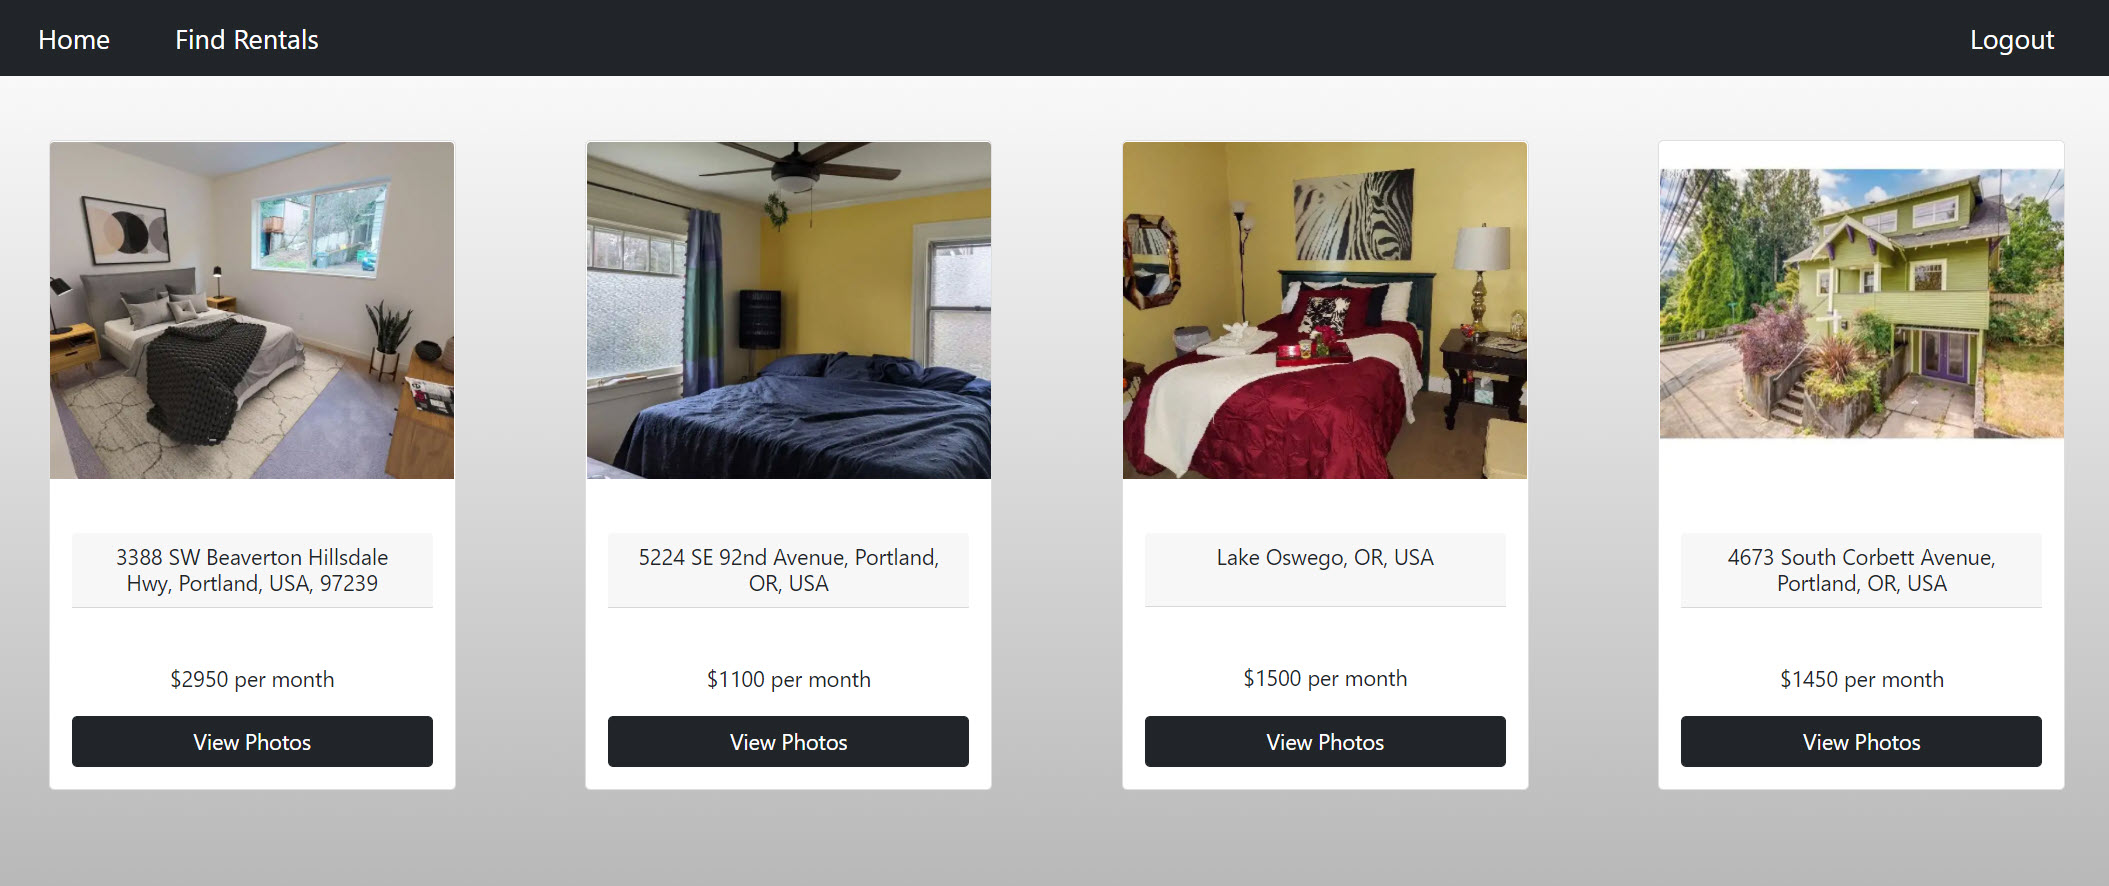 Home Find Rentals Logout
3388 SW Beaverton Hillsdale
Hwy, Portland, USA, 97239
$2950 per month
View Photos
5224 SE 92nd Avenue, Portland,
OR, USA
$1100 per month
View Photos
Lake Oswego, OR, USA
$1500 per month
View Photos
4673 South Corbett Avenue,
Portland, OR, USA
$1450 per month
View Photos